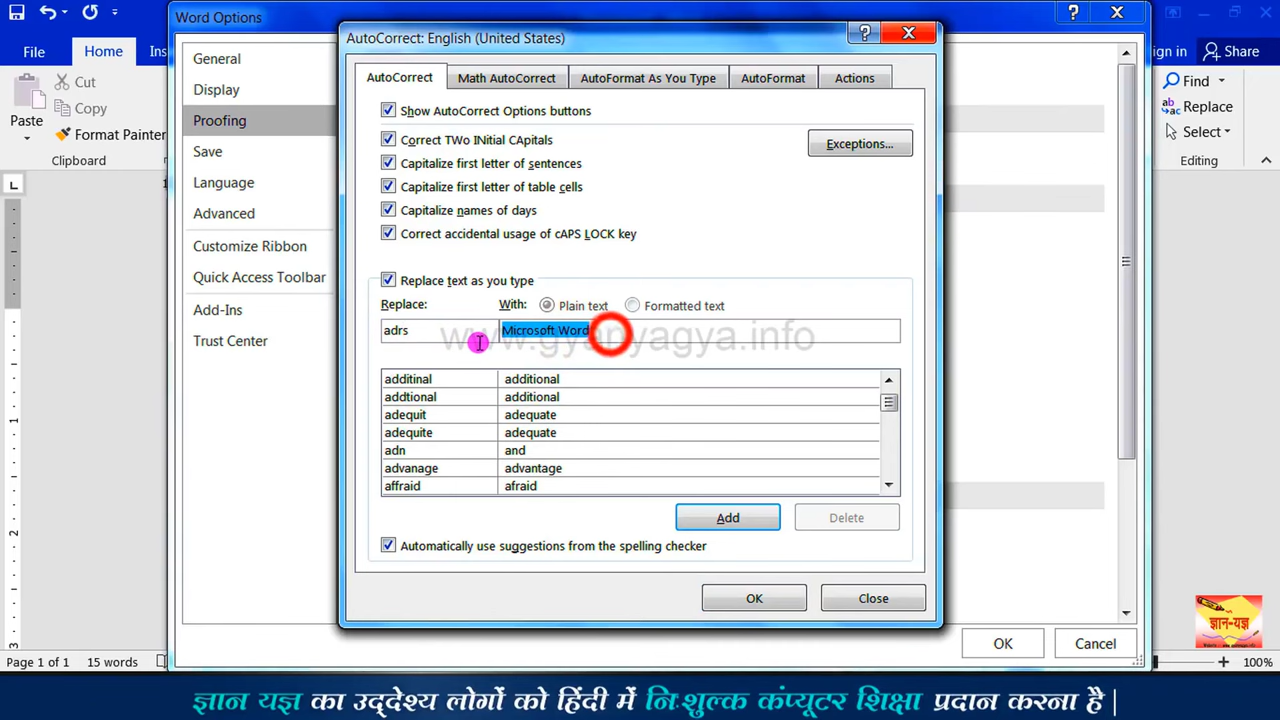 Word Options
File
Home
Ins
ign in
Share
Paste
Cut
Copy
Format Painter
Clipboard
Find
Replace
Select
Editing
General
Display
Proofing
Save
Language
Advanced
Customize Ribbon
Quick Access Toolbar
Add-Ins
Trust Center
AutoCorrect: English (United States)
AutoCorrect
Math AutoCorrect
AutoFormat As You Type
AutoFormat
Actions
Show AutoCorrect Options buttons
Correct TWo INitial CApitals
Exceptions...
Capitalize first letter of sentences
Capitalize first letter of table cells
Capitalize names of days
Correct accidental usage of cAPS LOCK key
Replace text as you type
Replace: With: Plain text Formatted text
adrs Microsoft Word
www.gyanyagya.info
additinal additional
addtional additional
adequit adequate
adequite adequate
adn and
advanage advantage
affraid afraid
Add Delete
Automatically use suggestions from the spelling checker
OK Close
OK Cancel
ज्ञान-यज्ञ
Page 1 of 1 15 words 100%
ज्ञान यज्ञ का उद्देश्य लोगों को हिंदी में निःशुल्क कंप्यूटर शिक्षा प्रदान करना है |